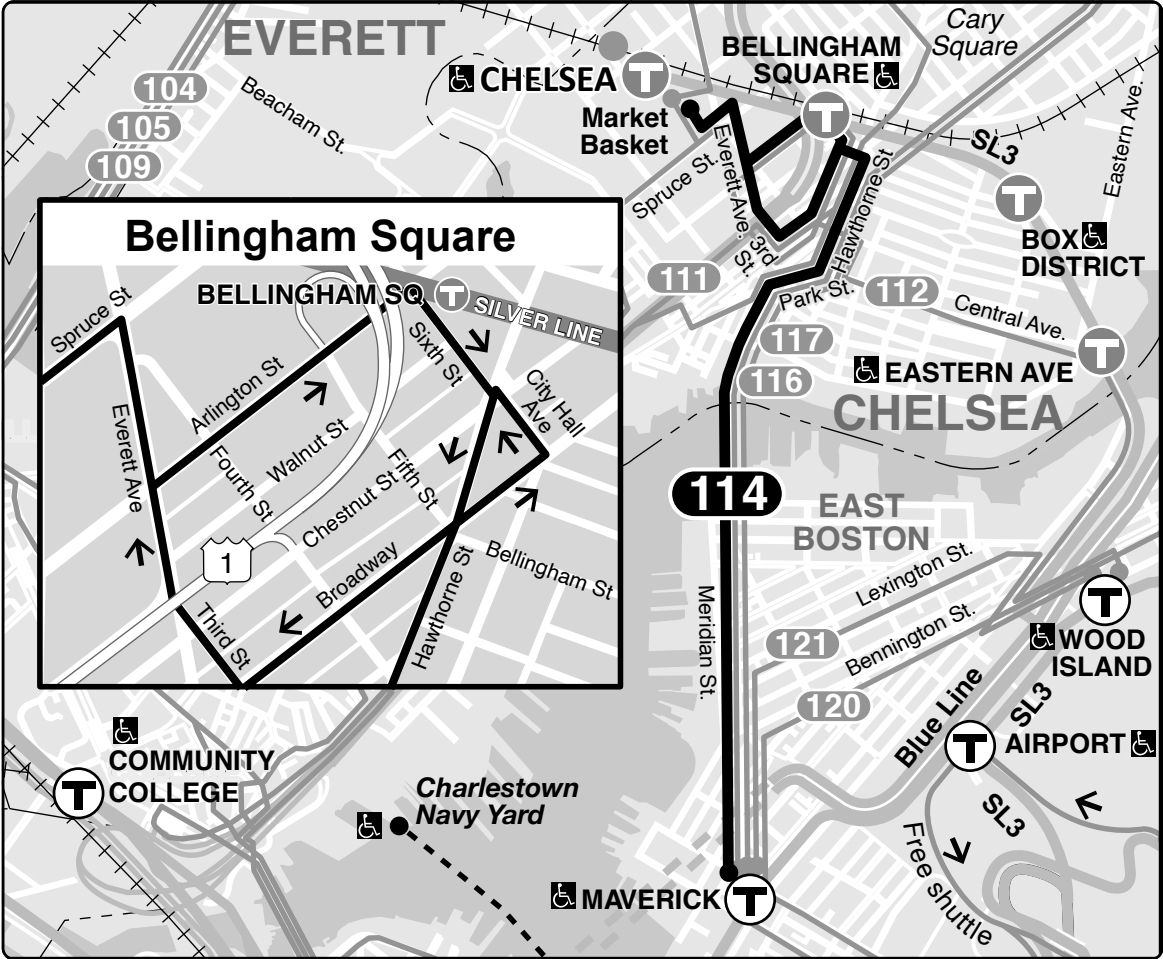 EVERETT
Cary
Square
BELLINGHAM
SQUARE
CHELSEA
T
T
104
105
109
Beacham St.
Market
Basket
SL3
Eastern Ave.
Spruce St.
Everett Ave.
3rd
St.
Hawthorne St
T
BOX
DISTRICT
111
Park St.
112
Central Ave.
117
116
T
EASTERN AVE
CHELSEA
Bellingham Square
BELLINGHAM SQ
T
SILVER LINE
Spruce St
Sixth St
City Hall
Ave
Arlington St
Everett Ave
Fourth St
Walnut St
Fifth St
Chestnut St
1
Broadway
Bellingham St
Third St
Hawthorne St
114
EAST
BOSTON
Meridian St.
Lexington St.
Bennington St.
121
120
T
WOOD
ISLAND
Blue Line
SL3
T
AIRPORT
SL3
Free shuttle
COMMUNITY
COLLEGE
T
Charlestown
Navy Yard
MAVERICK
T